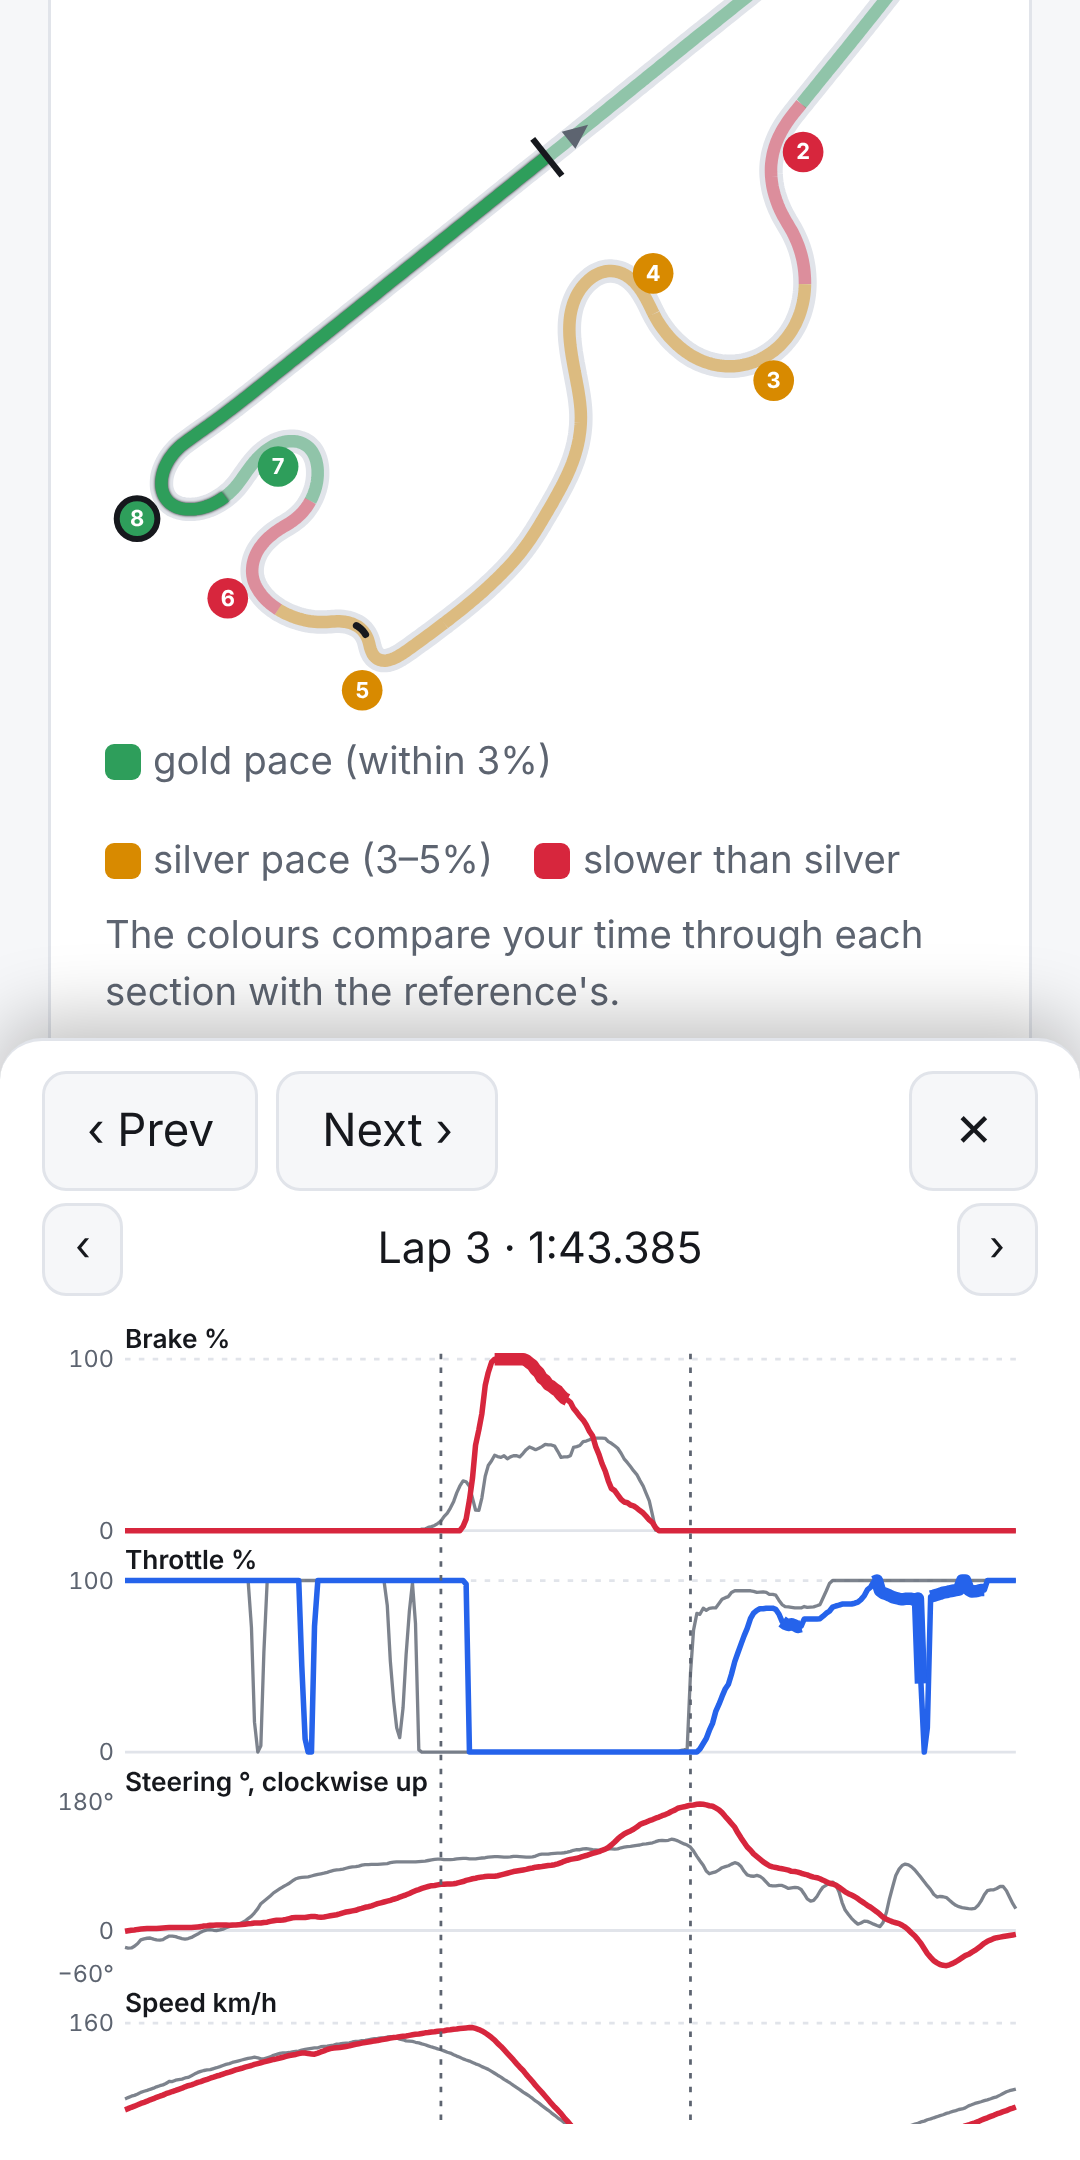 2
4
3
7
8
6
5
gold pace (within 3%)
silver pace (3–5%) slower than silver
The colours compare your time through each
section with the reference's.
‹ Prev Next › ✕
‹ Lap 3 · 1:43.385 ›
Brake %
100
0
Throttle %
100
0
Steering °, clockwise up
180°
0
−60°
Speed km/h
160